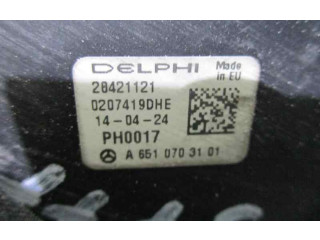 DELPHI
Made in EU
28421121
0207419DHE
14-04-24
PH0017
A 651 070 31 01